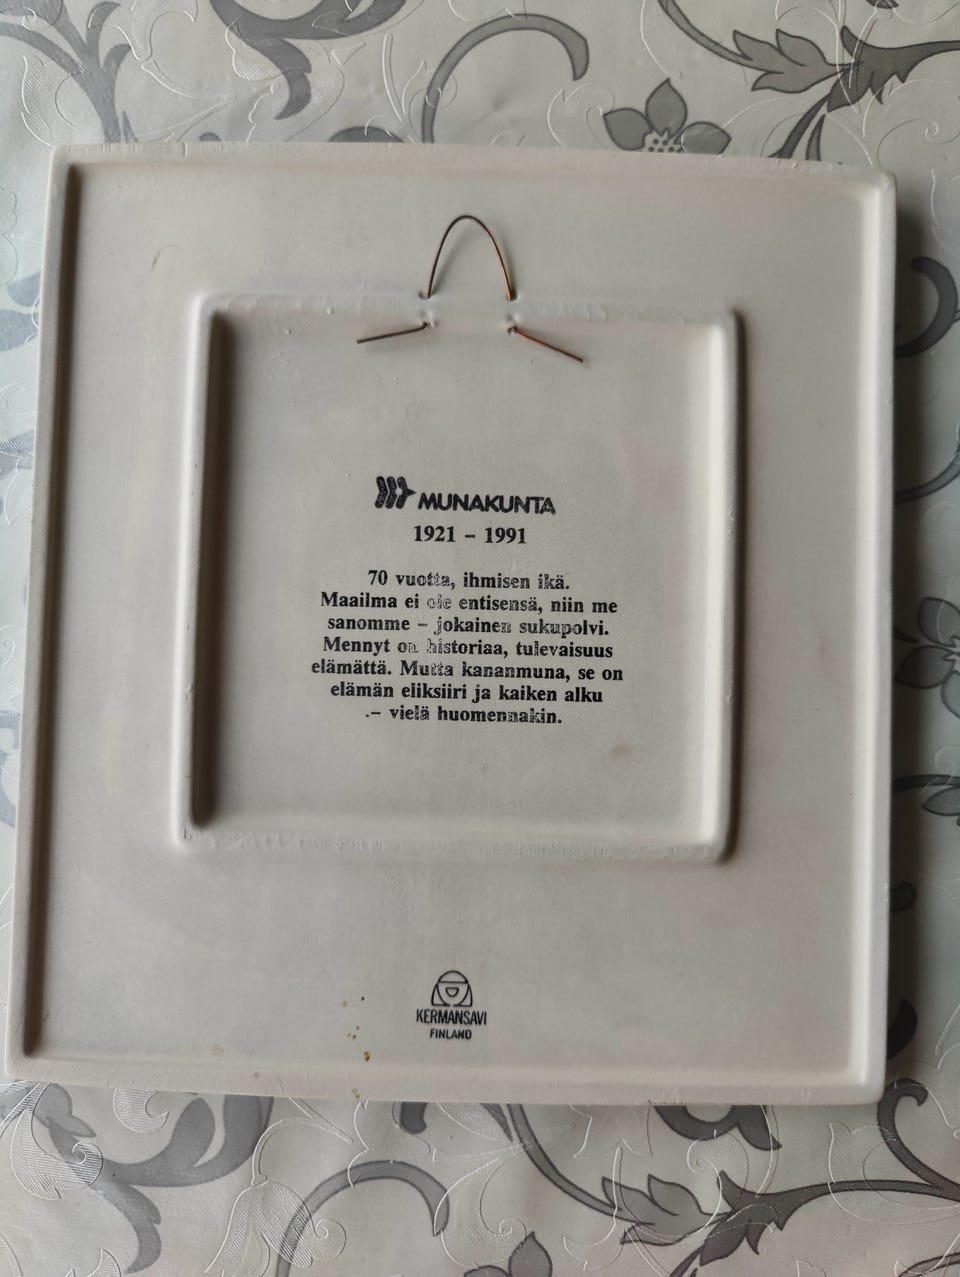 MUNAKUNTA
1921 – 1991
70 vuotta, ihmisen ikä.
Maailma ei ole entisensä, niin me
sanomme – jokainen sukupolvi.
Mennyt on historiaa, tulevaisuus
elämättä. Mutta kananmuna, se on
elämän eliksiiri ja kaiken alku
– vielä huomennakin.
KERMANSAVI
FINLAND